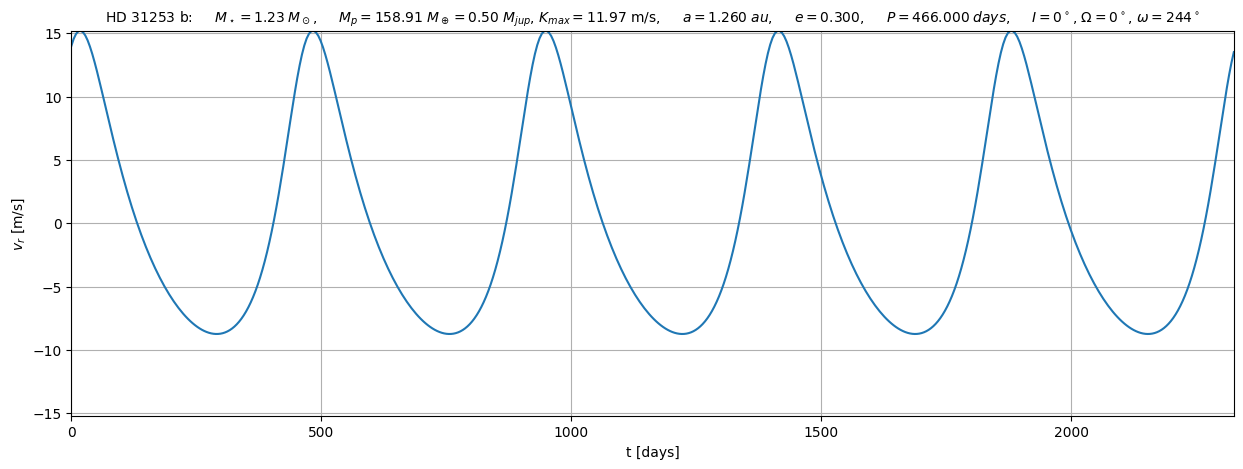 HD 31253 b: M⋆ = 1.23 M⊙, Mp = 158.91 M⊕ = 0.50 Mjup, Kmax = 11.97 m/s, a = 1.260 au, e = 0.300, P = 466.000 days, I = 0°, Ω = 0°, ω = 244°
15
10
5
0
−5
−10
−15
vr [m/s]
0 500 1000 1500 2000
t [days]